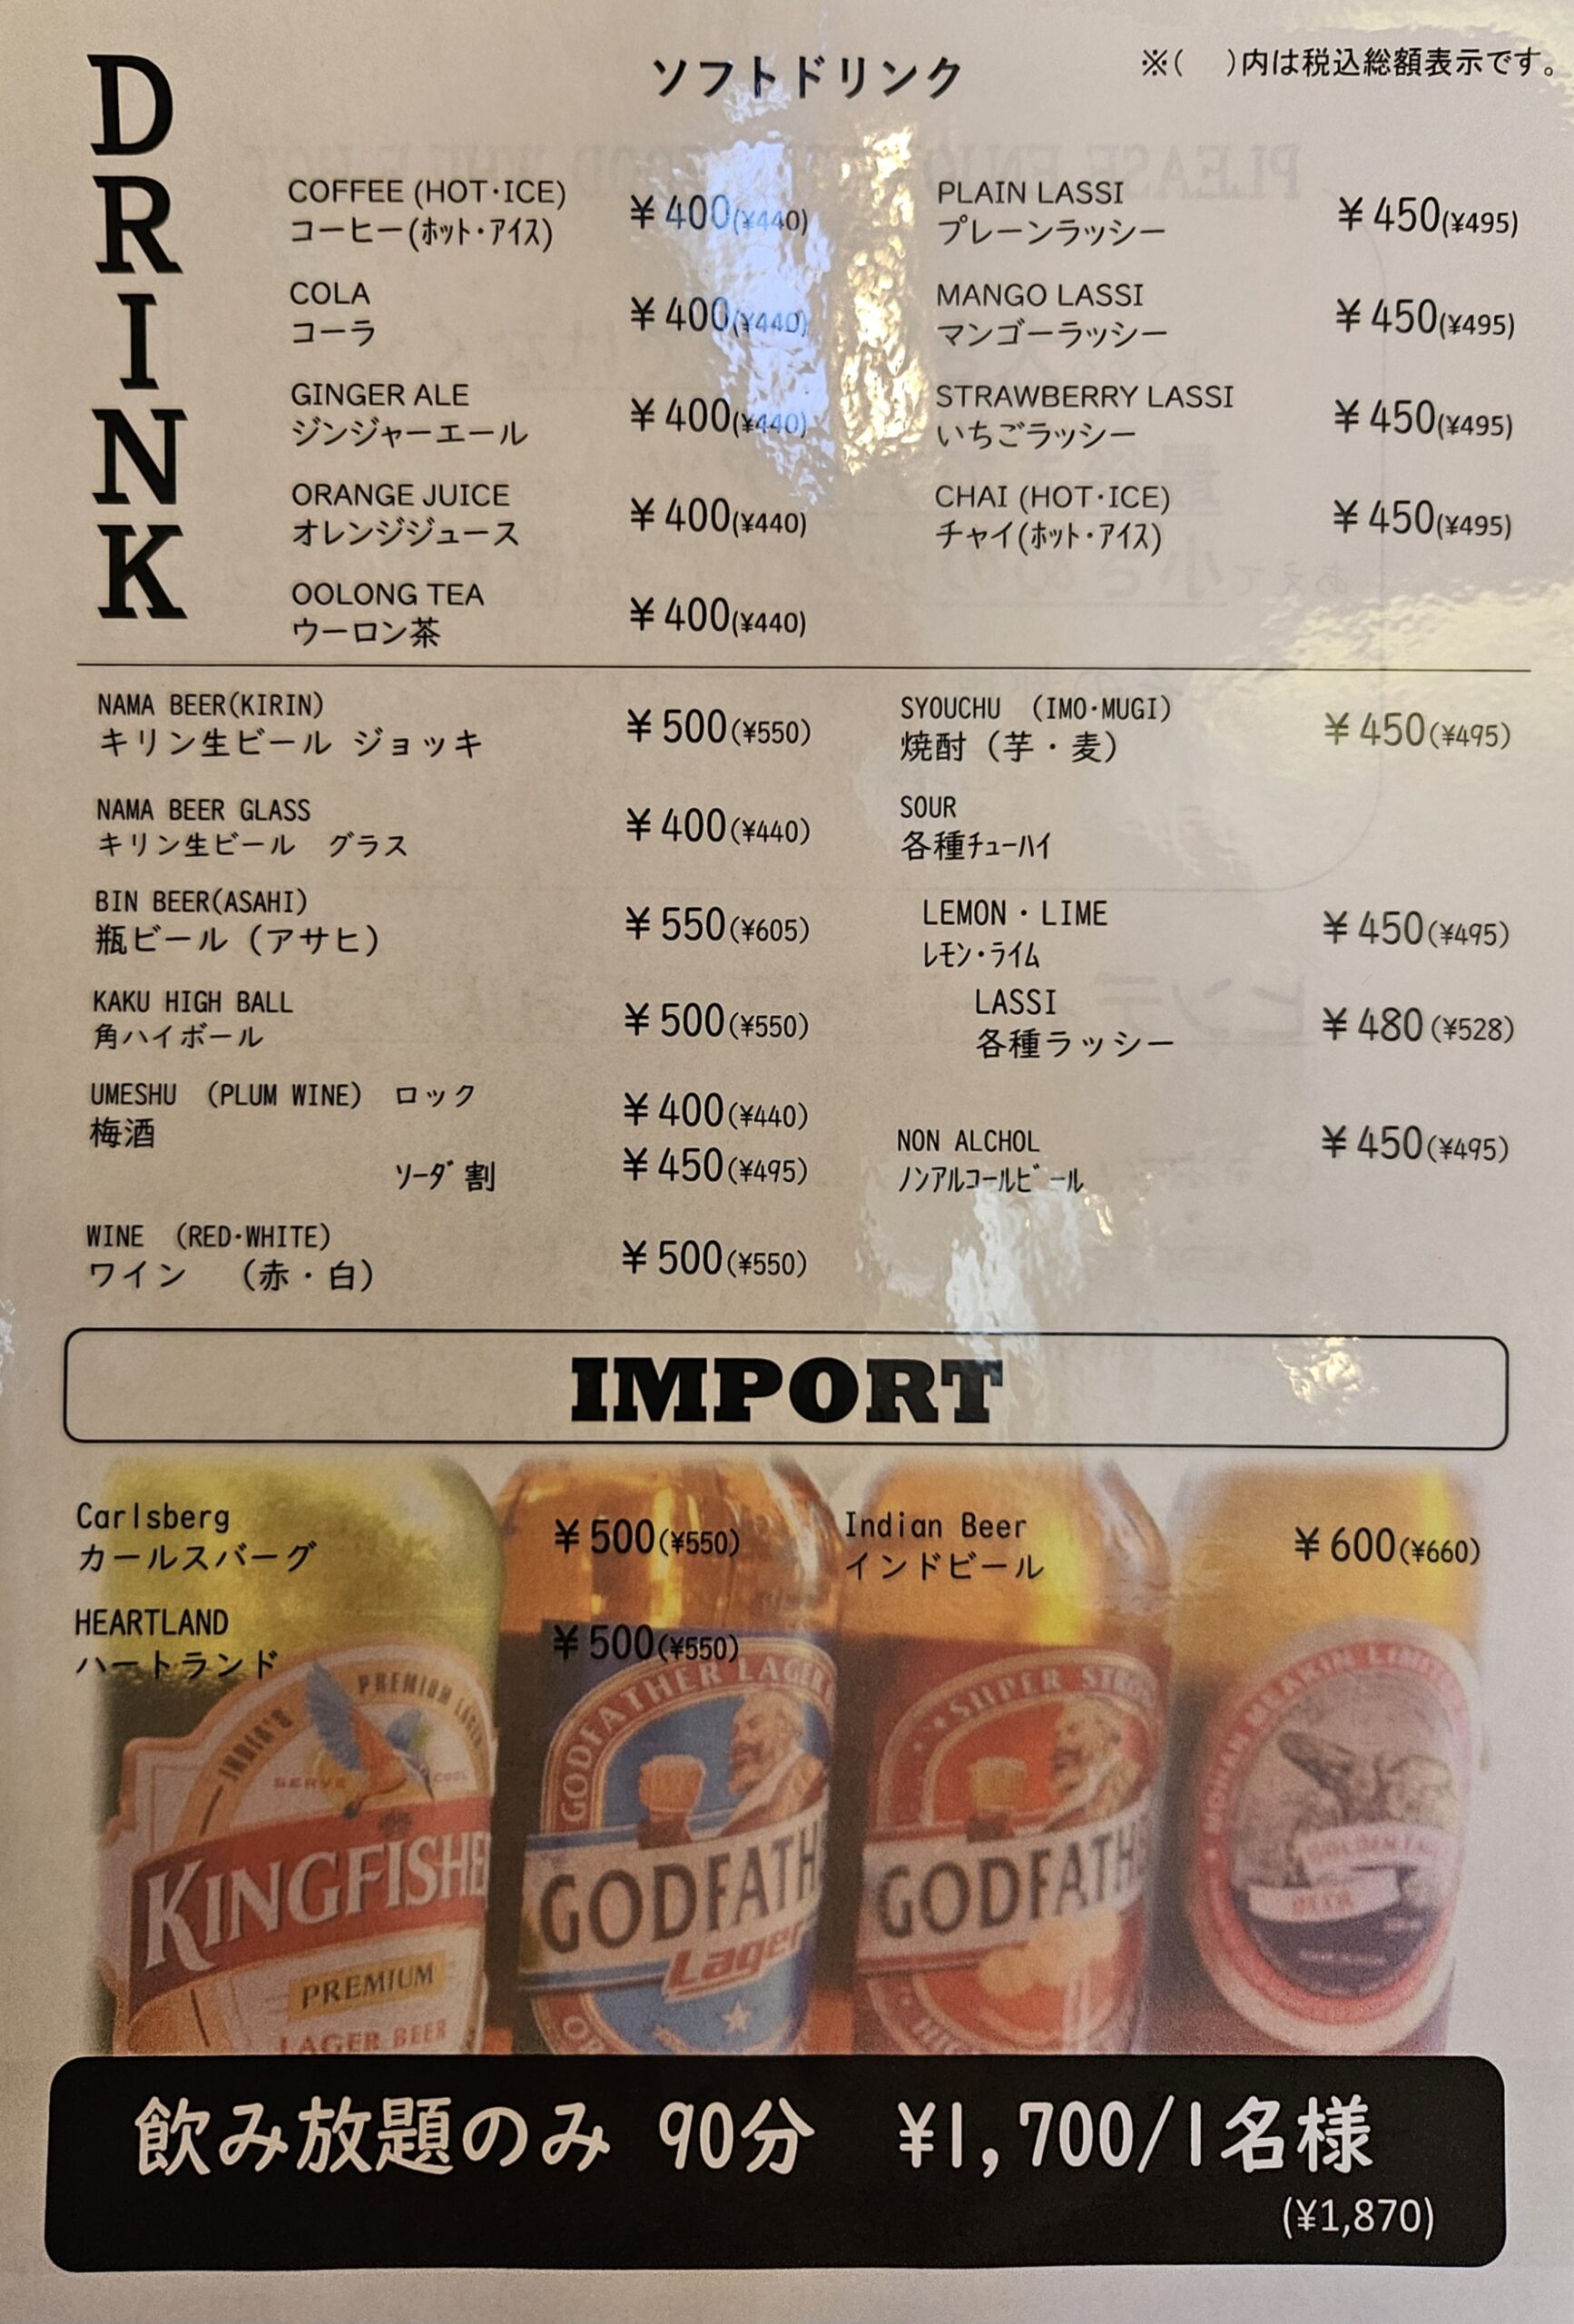 DRINK
ソフトドリンク
※(　)内は税込総額表示です。
COFFEE (HOT・ICE)
コーヒー(ホット・アイス)
¥400(¥440)
COLA
コーラ
¥400(¥440)
GINGER ALE
ジンジャーエール
¥400(¥440)
ORANGE JUICE
オレンジジュース
¥400(¥440)
OOLONG TEA
ウーロン茶
¥400(¥440)
PLAIN LASSI
プレーンラッシー
¥450(¥495)
MANGO LASSI
マンゴーラッシー
¥450(¥495)
STRAWBERRY LASSI
いちごラッシー
¥450(¥495)
CHAI (HOT・ICE)
チャイ(ホット・アイス)
¥450(¥495)
NAMA BEER(KIRIN)
キリン生ビール ジョッキ
¥500(¥550)
NAMA BEER GLASS
キリン生ビール　グラス
¥400(¥440)
BIN BEER(ASAHI)
瓶ビール（アサヒ）
¥550(¥605)
KAKU HIGH BALL
角ハイボール
¥500(¥550)
UMESHU （PLUM WINE） ロック
梅酒
¥400(¥440)
ソーダ割
¥450(¥495)
WINE （RED・WHITE）
ワイン　（赤・白）
¥500(¥550)
SYOUCHU （IMO・MUGI）
焼酎（芋・麦）
¥450(¥495)
SOUR
各種チューハイ
LEMON・LIME
レモン・ライム
¥450(¥495)
LASSI
各種ラッシー
¥480(¥528)
NON ALCHOL
ノンアルコールビール
¥450(¥495)
IMPORT
Carlsberg
カールスバーグ
¥500(¥550)
HEARTLAND
ハートランド
¥500(¥550)
Indian Beer
インドビール
¥600(¥660)
INDIA'S PREMIUM LAGER
SERVE COOL
KINGFISHE
PREMIUM
LAGER BEER
GODFATHER LAGER
GODFATH
Lager
SUPER STRO
GODFATHE
MOHAN MEAKIN LIMITE
BEER
飲み放題のみ 90分　¥1,700/1名様
(¥1,870)